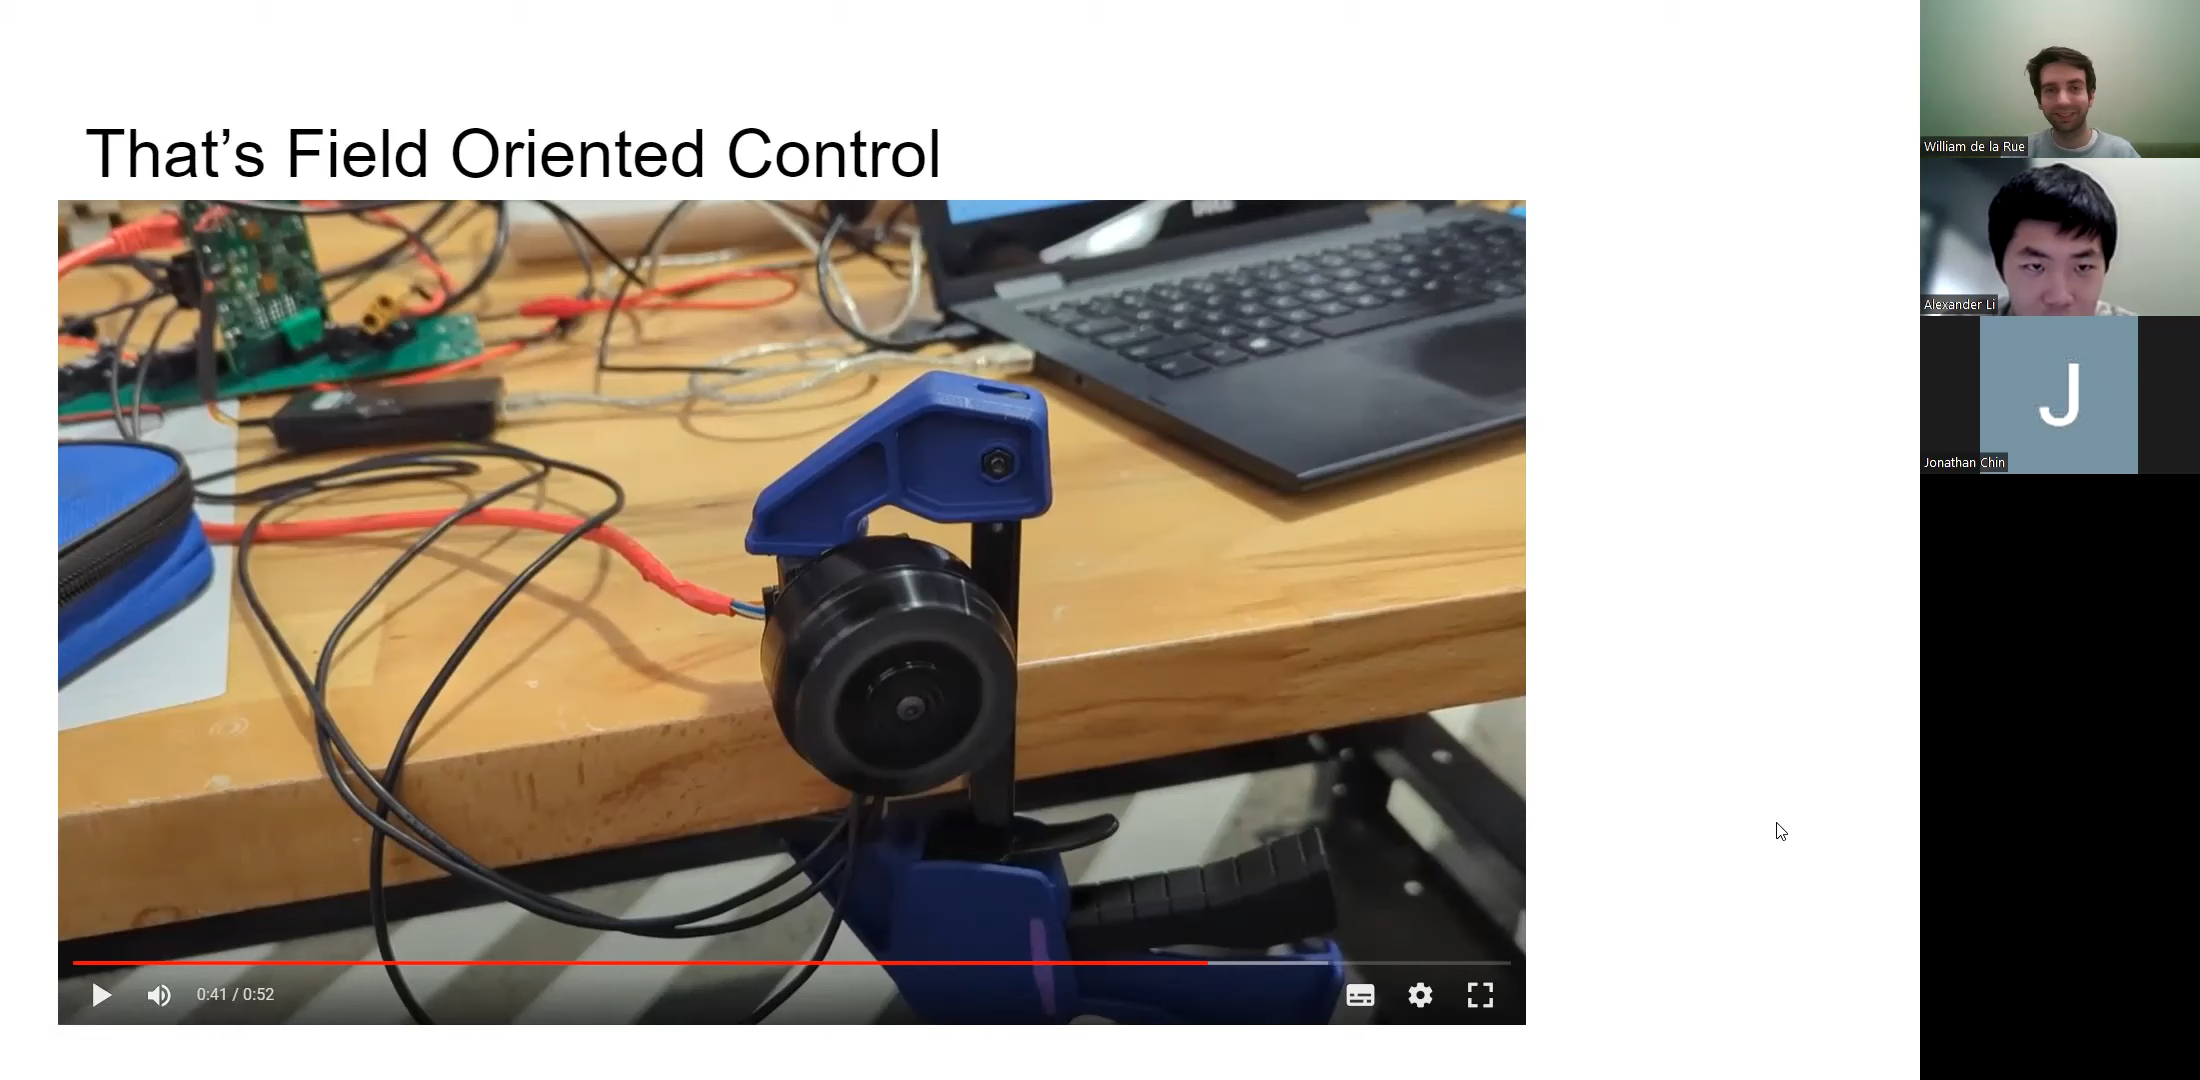 That’s Field Oriented Control
0:41 / 0:52
William de la Rue
Alexander Li
J
Jonathan Chin